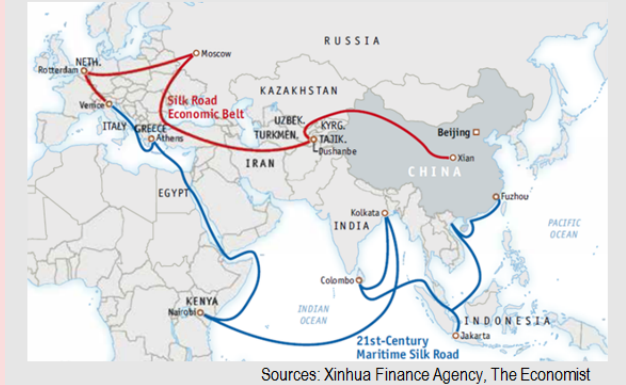 RUSSIA
Moscow
NETH.
Rotterdam
KAZAKHSTAN
Venice
Silk Road
Economic Belt
UZBEK.
KYRG.
ITALY
GREECE
Athens
TURKMEN.
TAJIK.
Dushanbe
Beijing
Xian
IRAN
CHINA
EGYPT
Fuzhou
Kolkata
INDIA
PACIFIC
OCEAN
Colombo
KENYA
Nairobi
INDIAN
OCEAN
INDONESIA
Jakarta
21st-Century
Maritime Silk Road
Sources: Xinhua Finance Agency, The Economist